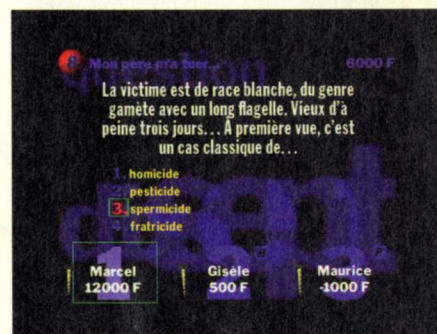 8 Mon père m'a tuer... 6000 F
La victime est de race blanche, du genre
gamète avec un long flagelle. Vieux d'à
peine trois jours... A première vue, c'est
un cas classique de...
1. homicide
2. pesticide
3. spermicide
4. fratricide
Marcel Gisèle Maurice
12000 F 500 F -1000 F